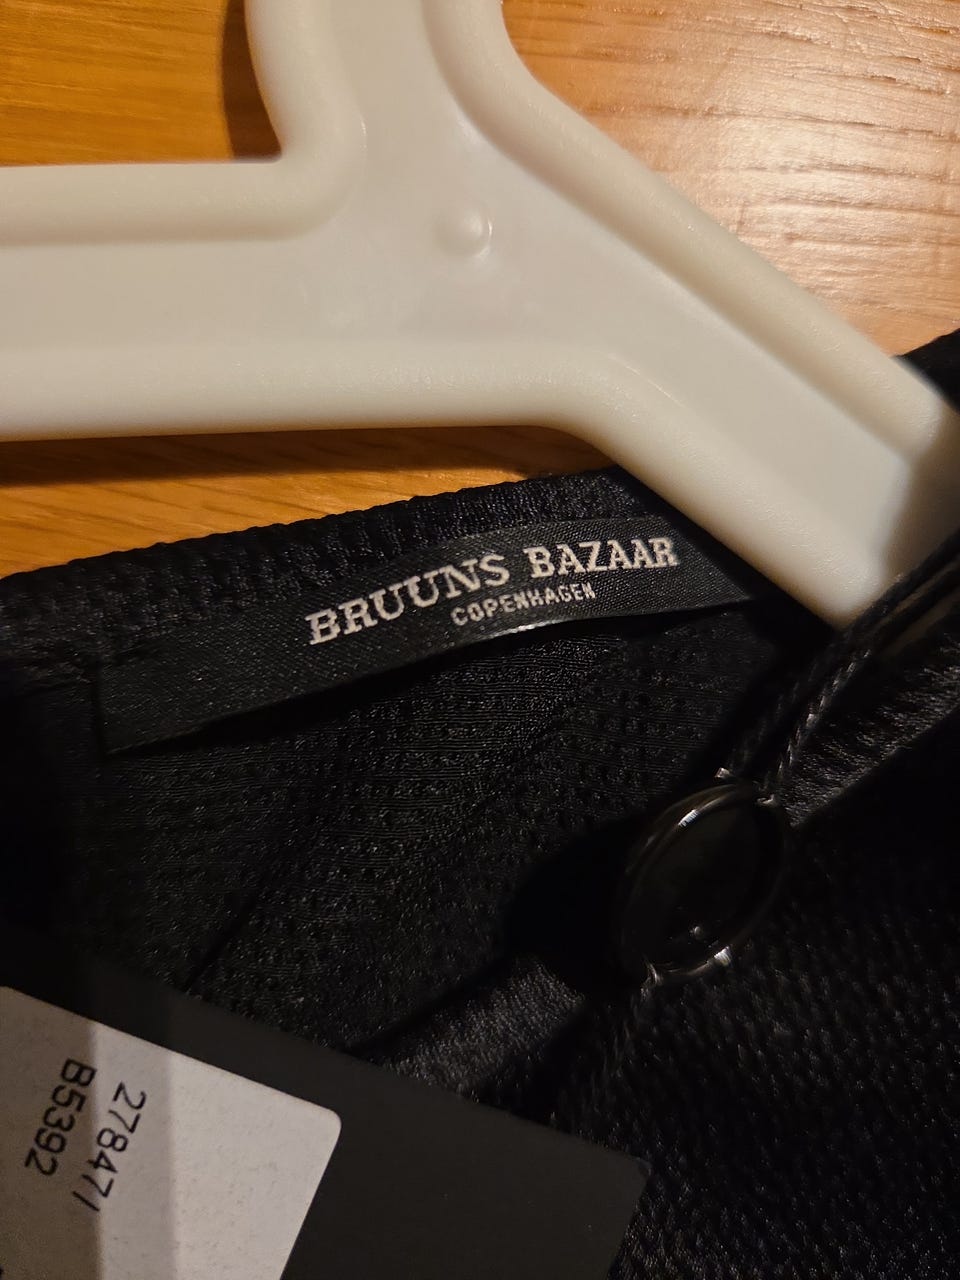 BRUUNS BAZAAR
COPENHAGEN
278471
B5392